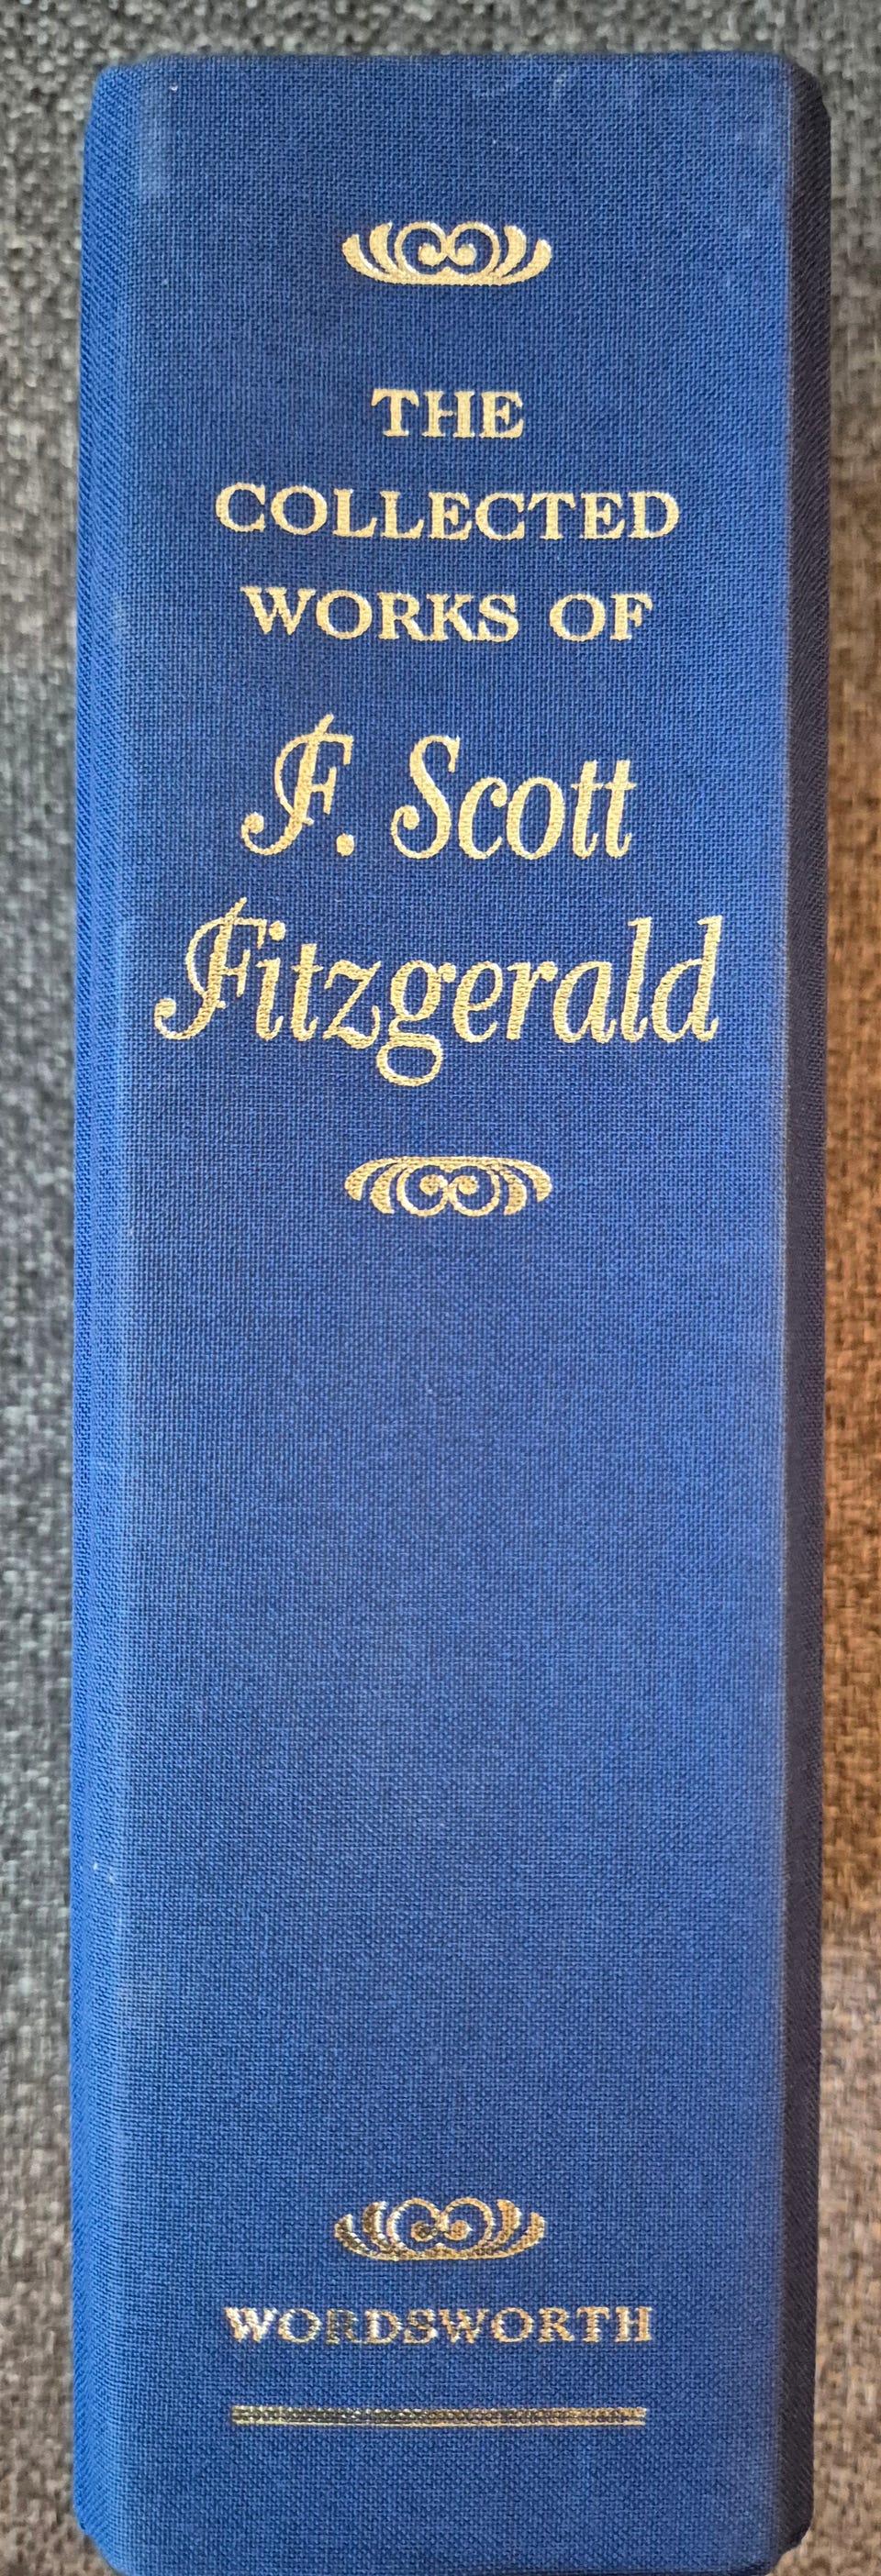 THE
COLLECTED
WORKS OF
F. Scott
Fitzgerald
WORDSWORTH